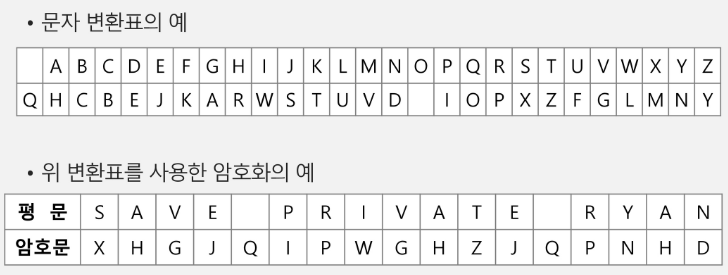 • 문자 변환표의 예
A B C D E F G H I J K L M N O P Q R S T U V W X Y Z
Q H C B E J K A R W S T U V D I O P X Z F G L M N Y
• 위 변환표를 사용한 암호화의 예
평 문 S A V E P R I V A T E R Y A N
암호문 X H G J Q I P W G H Z J Q P N H D